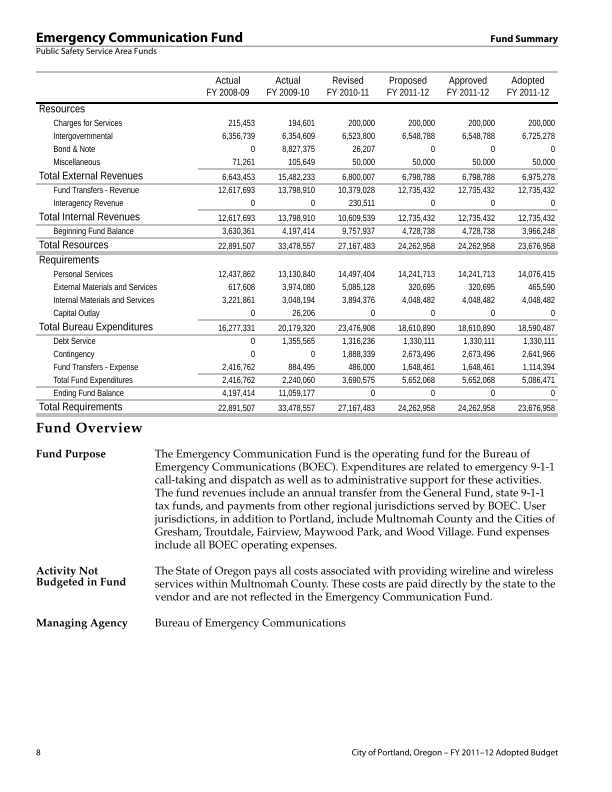 Emergency Communication Fund Fund Summary
Public Safety Service Area Funds
Actual Actual Revised Proposed Approved Adopted
FY 2008-09 FY 2009-10 FY 2010-11 FY 2011-12 FY 2011-12 FY 2011-12
Resources
Charges for Services 215,453 194,601 200,000 200,000 200,000 200,000
Intergovernmental 6,356,739 6,354,609 6,523,800 6,548,788 6,548,788 6,725,278
Bond & Note 0 8,827,375 26,207 0 0 0
Miscellaneous 71,261 105,649 50,000 50,000 50,000 50,000
Total External Revenues 6,643,453 15,482,233 6,800,007 6,798,788 6,798,788 6,975,278
Fund Transfers - Revenue 12,617,693 13,798,910 10,379,028 12,735,432 12,735,432 12,735,432
Interagency Revenue 0 0 230,511 0 0 0
Total Internal Revenues 12,617,693 13,798,910 10,609,539 12,735,432 12,735,432 12,735,432
Beginning Fund Balance 3,630,361 4,197,414 9,757,937 4,728,738 4,728,738 3,966,248
Total Resources 22,891,507 33,478,557 27,167,483 24,262,958 24,262,958 23,676,958
Requirements
Personal Services 12,437,862 13,130,840 14,497,404 14,241,713 14,241,713 14,076,415
External Materials and Services 617,608 3,974,080 5,085,128 320,695 320,695 465,590
Internal Materials and Services 3,221,861 3,048,194 3,894,376 4,048,482 4,048,482 4,048,482
Capital Outlay 0 26,206 0 0 0 0
Total Bureau Expenditures 16,277,331 20,179,320 23,476,908 18,610,890 18,610,890 18,590,487
Debt Service 0 1,355,565 1,316,236 1,330,111 1,330,111 1,330,111
Contingency 0 0 1,888,339 2,673,496 2,673,496 2,641,966
Fund Transfers - Expense 2,416,762 884,495 486,000 1,648,461 1,648,461 1,114,394
Total Fund Expenditures 2,416,762 2,240,060 3,690,575 5,652,068 5,652,068 5,086,471
Ending Fund Balance 4,197,414 11,059,177 0 0 0 0
Total Requirements 22,891,507 33,478,557 27,167,483 24,262,958 24,262,958 23,676,958
Fund Overview
Fund Purpose The Emergency Communication Fund is the operating fund for the Bureau of
Emergency Communications (BOEC). Expenditures are related to emergency 9-1-1
call-taking and dispatch as well as to administrative support for these activities.
The fund revenues include an annual transfer from the General Fund, state 9-1-1
tax funds, and payments from other regional jurisdictions served by BOEC. User
jurisdictions, in addition to Portland, include Multnomah County and the Cities of
Gresham, Troutdale, Fairview, Maywood Park, and Wood Village. Fund expenses
include all BOEC operating expenses.
Activity Not The State of Oregon pays all costs associated with providing wireline and wireless
Budgeted in Fund services within Multnomah County. These costs are paid directly by the state to the
vendor and are not reflected in the Emergency Communication Fund.
Managing Agency Bureau of Emergency Communications
8 City of Portland, Oregon – FY 2011–12 Adopted Budget